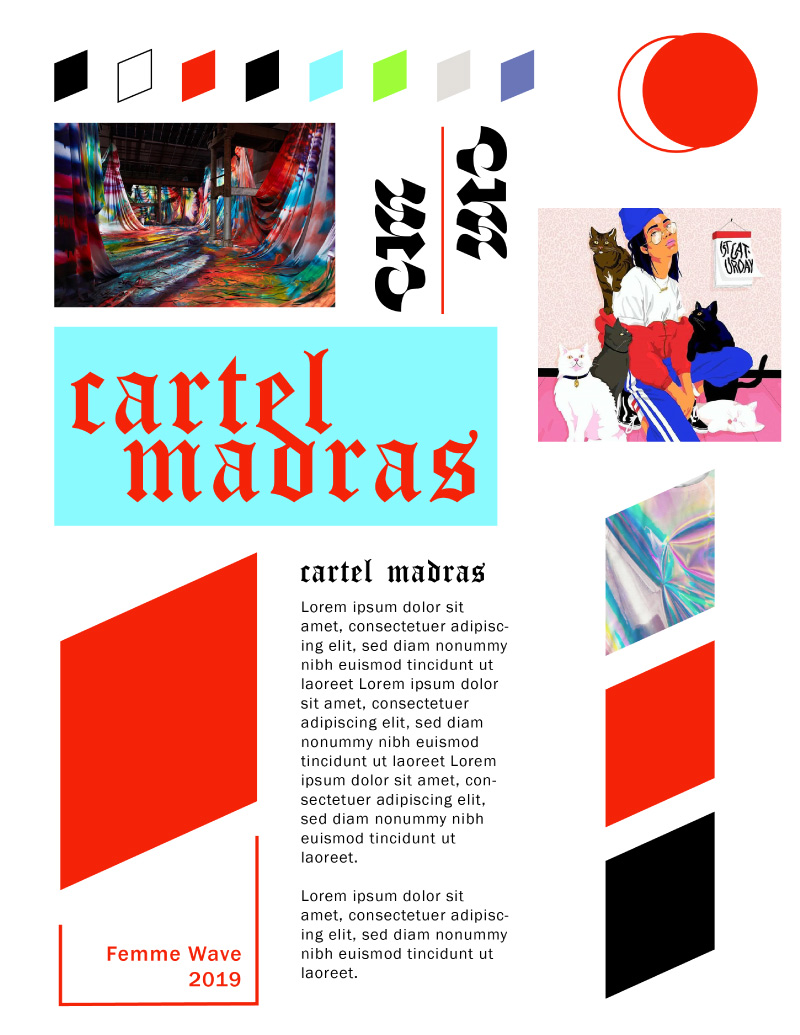 CAT-
URDAY
cartel
madras
cartel madras
Lorem ipsum dolor sit
amet, consectetuer adipisc-
ing elit, sed diam nonummy
nibh euismod tincidunt ut
laoreet Lorem ipsum dolor
sit amet, consectetuer
adipiscing elit, sed diam
nonummy nibh euismod
tincidunt ut laoreet Lorem
ipsum dolor sit amet, con-
sectetuer adipiscing elit,
sed diam nonummy nibh
euismod tincidunt ut
laoreet.
Lorem ipsum dolor sit
amet, consectetuer adipisc-
ing elit, sed diam nonummy
nibh euismod tincidunt ut
laoreet.
Femme Wave
2019